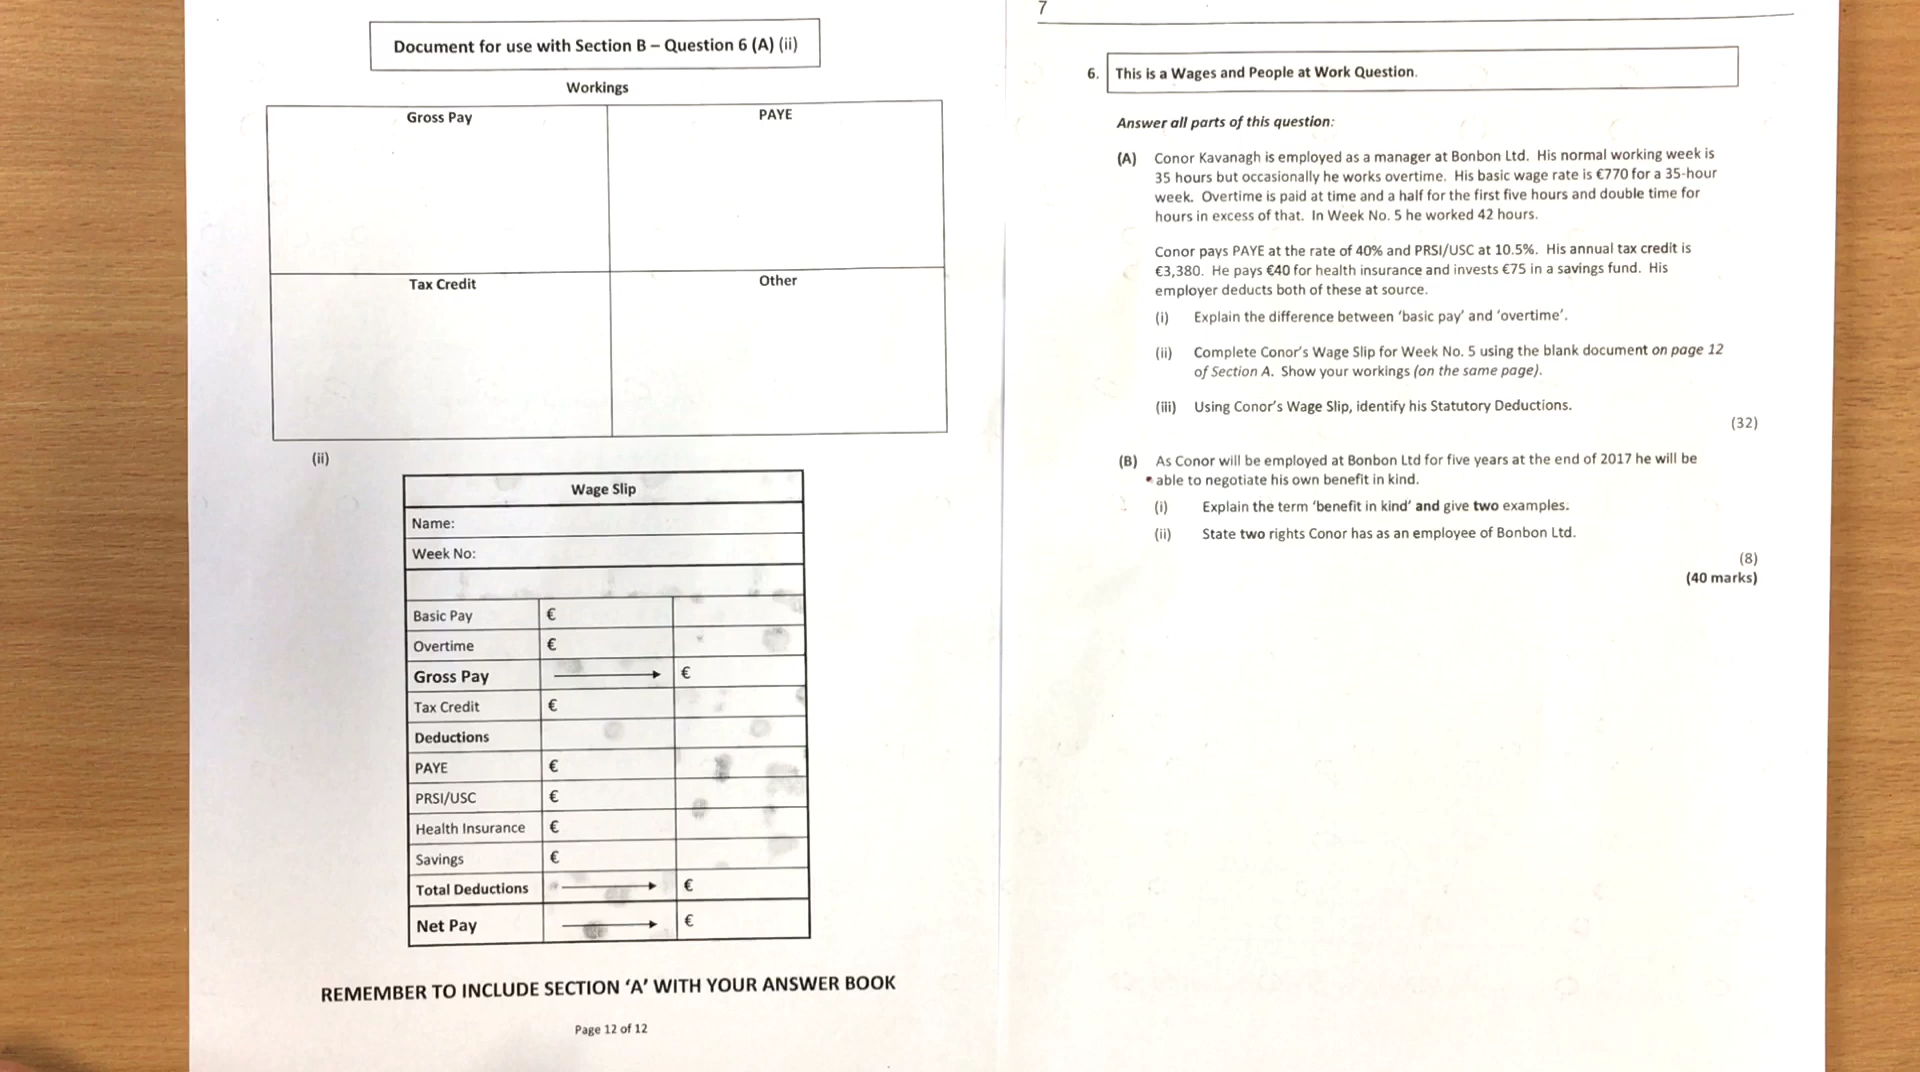 Document for use with Section B – Question 6 (A) (ii)
Workings
Gross Pay
PAYE
Tax Credit
Other
(ii)
Wage Slip
Name:
Week No:
Basic Pay €
Overtime €
Gross Pay €
Tax Credit €
Deductions
PAYE €
PRSI/USC €
Health Insurance €
Savings €
Total Deductions €
Net Pay €
REMEMBER TO INCLUDE SECTION ‘A’ WITH YOUR ANSWER BOOK
Page 12 of 12
7
6. This is a Wages and People at Work Question.
Answer all parts of this question:
(A) Conor Kavanagh is employed as a manager at Bonbon Ltd. His normal working week is
35 hours but occasionally he works overtime. His basic wage rate is €770 for a 35-hour
week. Overtime is paid at time and a half for the first five hours and double time for
hours in excess of that. In Week No. 5 he worked 42 hours.
Conor pays PAYE at the rate of 40% and PRSI/USC at 10.5%. His annual tax credit is
€3,380. He pays €40 for health insurance and invests €75 in a savings fund. His
employer deducts both of these at source.
(i) Explain the difference between ‘basic pay’ and ‘overtime’.
(ii) Complete Conor’s Wage Slip for Week No. 5 using the blank document on page 12
of Section A. Show your workings (on the same page).
(iii) Using Conor’s Wage Slip, identify his Statutory Deductions.
(32)
(B) As Conor will be employed at Bonbon Ltd for five years at the end of 2017 he will be
able to negotiate his own benefit in kind.
(i) Explain the term ‘benefit in kind’ and give two examples.
(ii) State two rights Conor has as an employee of Bonbon Ltd.
(8)
(40 marks)